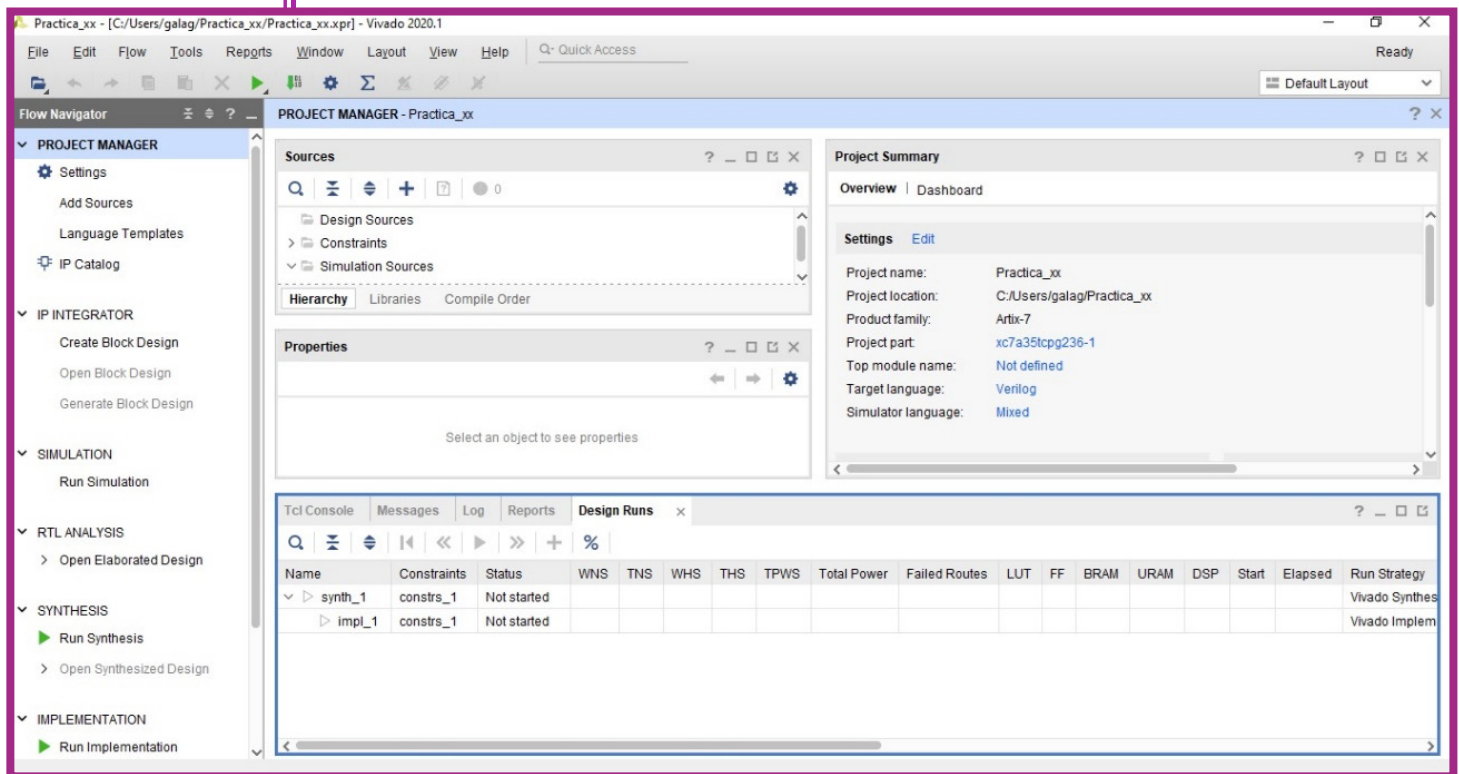 Practica_xx - [C:/Users/galag/Practica_xx/Practica_xx.xpr] - Vivado 2020.1
File Edit Flow Tools Reports Window Layout View Help Q- Quick Access Ready
Default Layout
Flow Navigator
PROJECT MANAGER
Settings
Add Sources
Language Templates
IP Catalog
IP INTEGRATOR
Create Block Design
Open Block Design
Generate Block Design
SIMULATION
Run Simulation
RTL ANALYSIS
Open Elaborated Design
SYNTHESIS
Run Synthesis
Open Synthesized Design
IMPLEMENTATION
Run Implementation
PROJECT MANAGER - Practica_xx
Sources
0
Design Sources
Constraints
Simulation Sources
Hierarchy Libraries Compile Order
Properties
Select an object to see properties
Project Summary
Overview | Dashboard
Settings Edit
Project name: Practica_xx
Project location: C:/Users/galag/Practica_xx
Product family: Artix-7
Project part: xc7a35tcpg236-1
Top module name: Not defined
Target language: Verilog
Simulator language: Mixed
Tcl Console Messages Log Reports Design Runs
Name Constraints Status WNS TNS WHS THS TPWS Total Power Failed Routes LUT FF BRAM URAM DSP Start Elapsed Run Strategy
synth_1 constrs_1 Not started Vivado Synthes
impl_1 constrs_1 Not started Vivado Implem